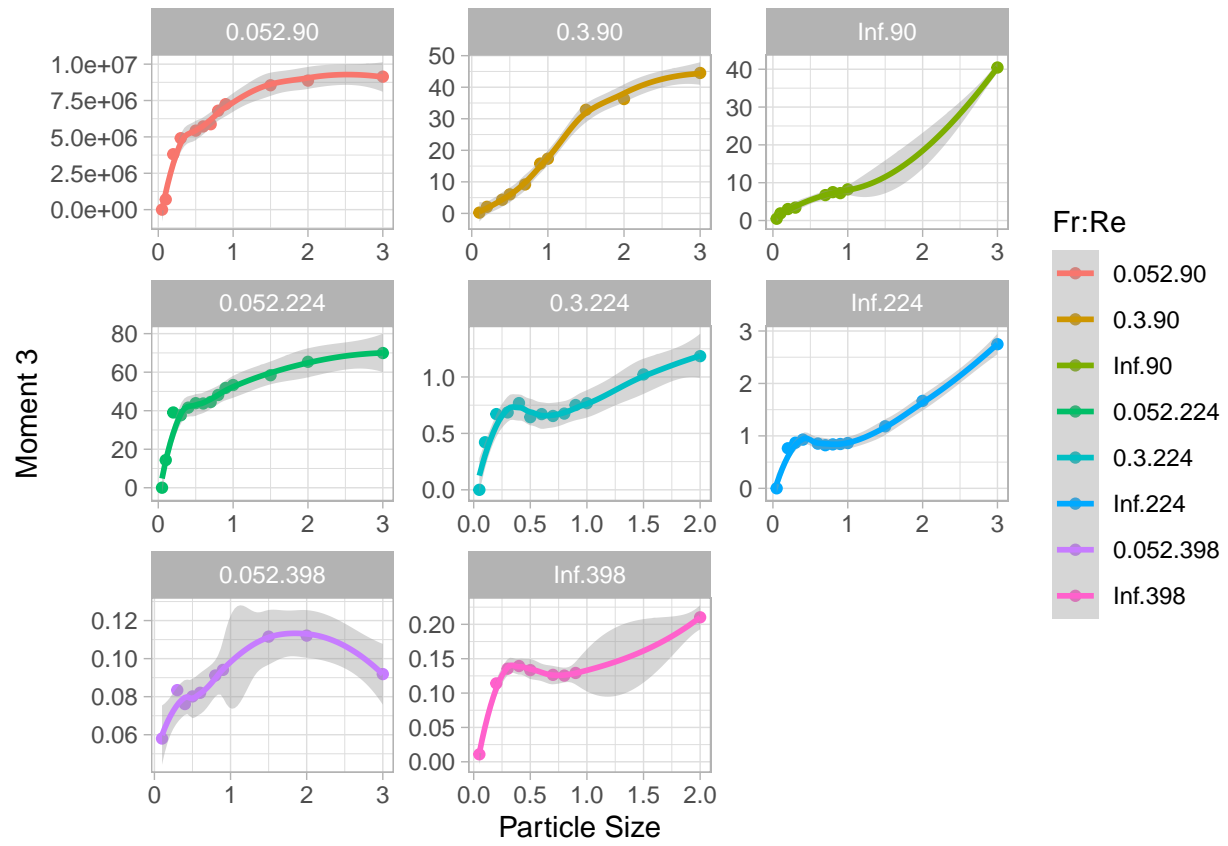 0.052.90
0.3.90
Inf.90
1.0e+07
7.5e+06
5.0e+06
2.5e+06
0.0e+00
0 1 2 3
50
40
30
20
10
0
0 1 2 3
40
30
20
10
0
0 1 2 3
0.052.224
0.3.224
Inf.224
80
60
40
20
0
0 1 2 3
1.0
0.5
0.0
0.0 0.5 1.0 1.5 2.0
3
2
1
0
0 1 2 3
0.052.398
Inf.398
0.12
0.10
0.08
0.06
0 1 2 3
0.20
0.15
0.10
0.05
0.00
0.0 0.5 1.0 1.5 2.0
Moment 3
Particle Size
Fr:Re
0.052.90
0.3.90
Inf.90
0.052.224
0.3.224
Inf.224
0.052.398
Inf.398